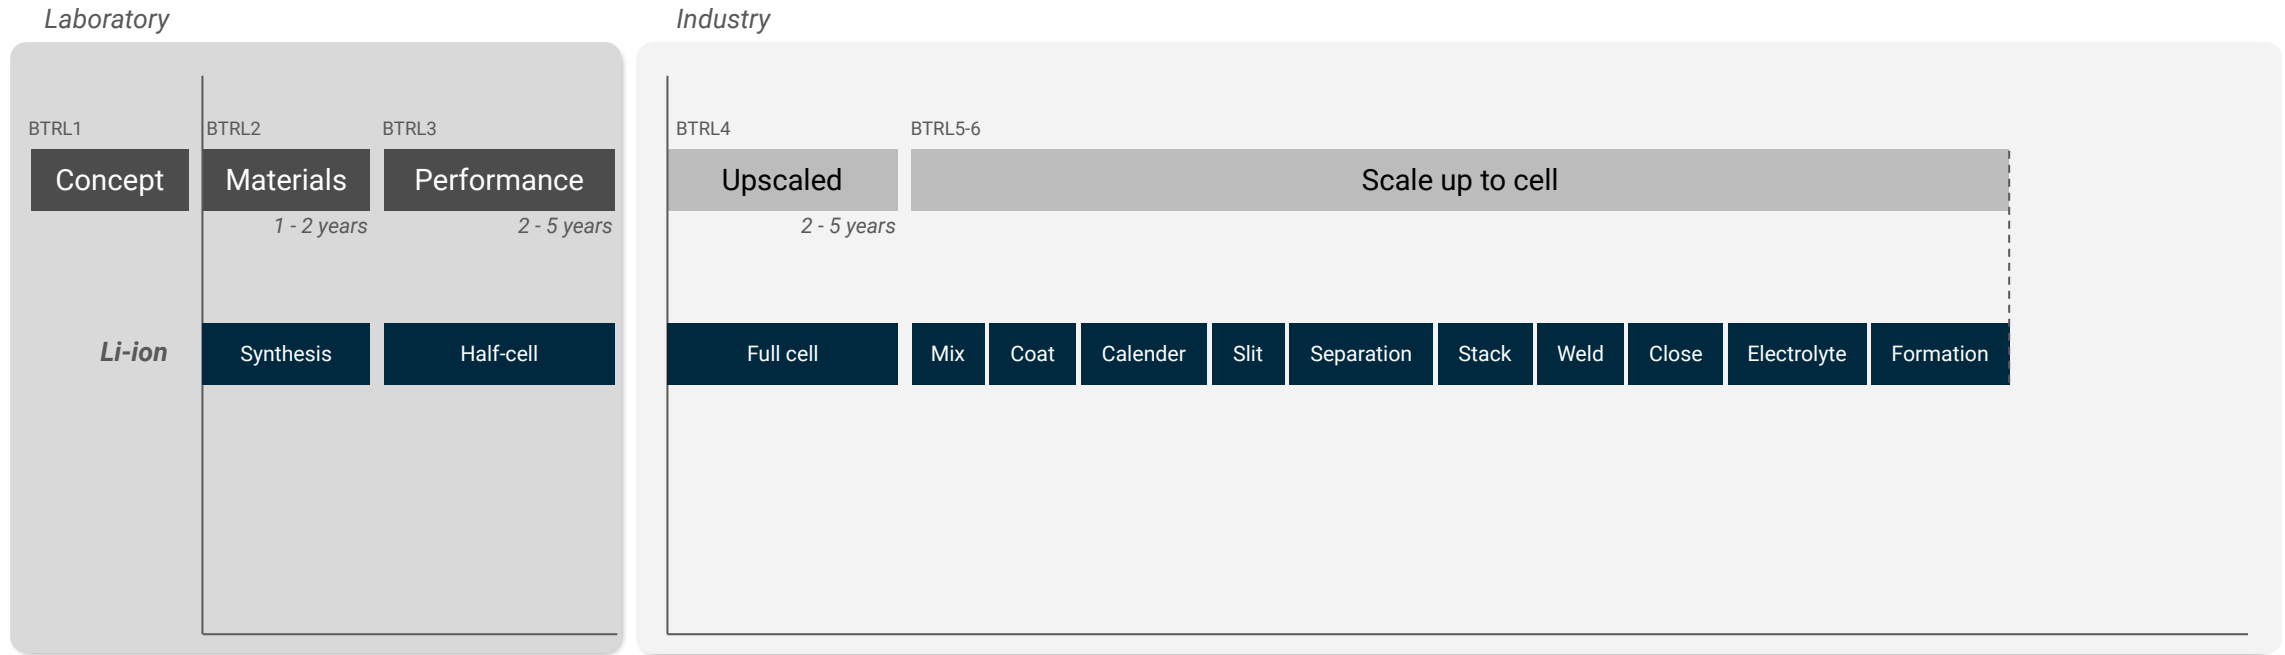 Laboratory
Industry
BTRL1
BTRL2
BTRL3
BTRL4
BTRL5-6
Concept
Materials
Performance
Upscaled
Scale up to cell
1 - 2 years
2 - 5 years
2 - 5 years
Li-ion
Synthesis
Half-cell
Full cell
Mix
Coat
Calender
Slit
Separation
Stack
Weld
Close
Electrolyte
Formation